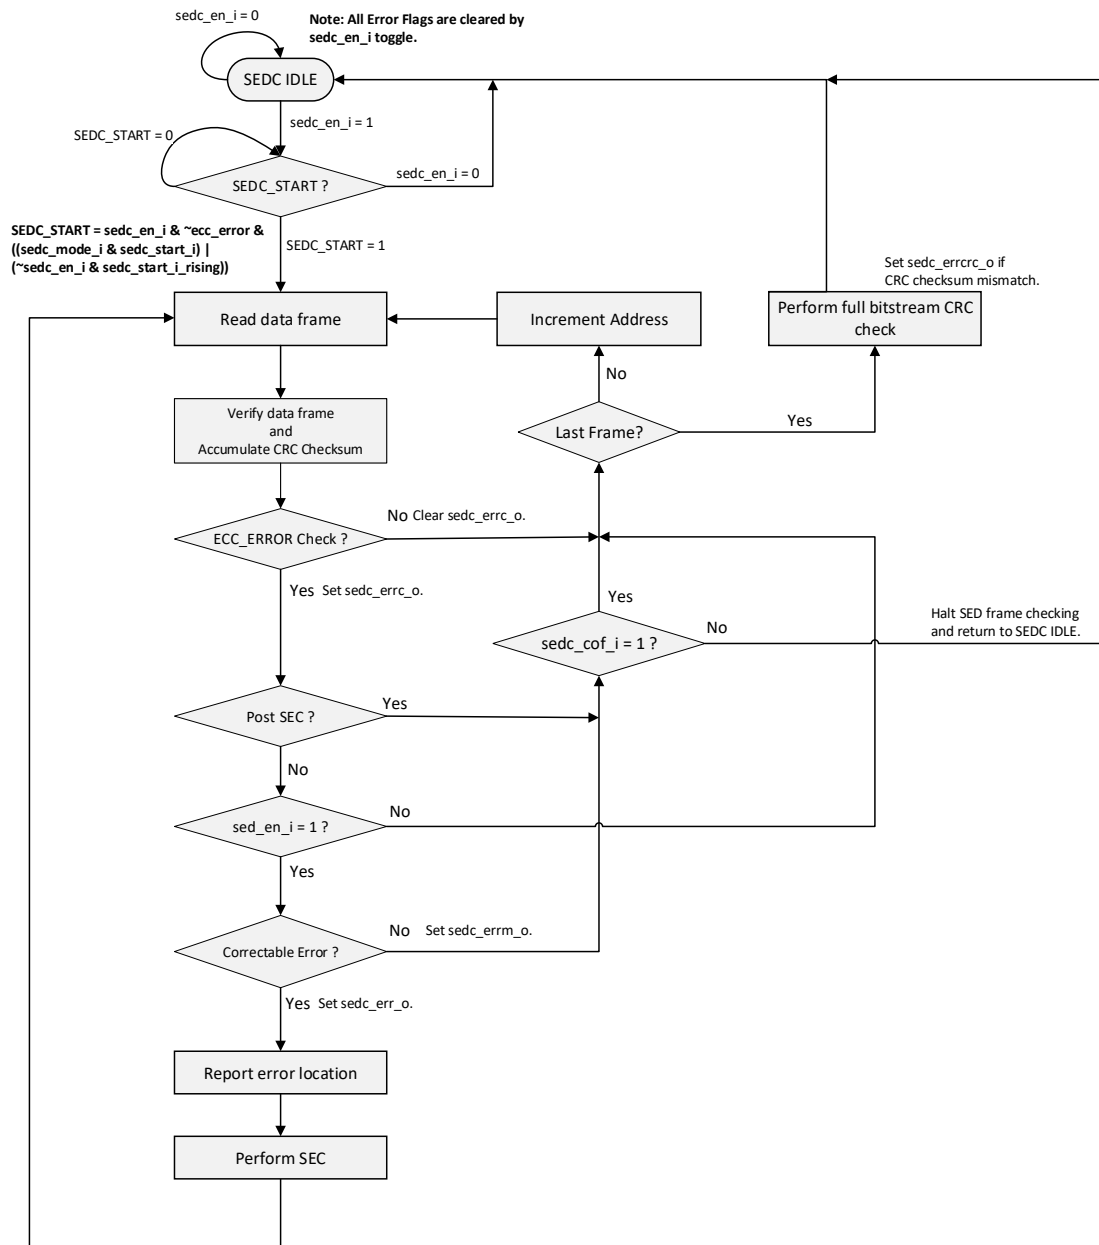 sedc_en_i = 0
Note: All Error Flags are cleared by
sedc_en_i toggle.
SEDC IDLE
sedc_en_i = 1
SEDC_START = 0
SEDC_START ?
sedc_en_i = 0
SEDC_START = sedc_en_i & ~ecc_error &
((sedc_mode_i & sedc_start_i) |
(~sedc_en_i & sedc_start_i_rising))
SEDC_START = 1
Set sedc_errcrc_o if
CRC checksum mismatch.
Read data frame
Increment Address
Perform full bitstream CRC
check
No
Last Frame?
Yes
Verify data frame
and
Accumulate CRC Checksum
ECC_ERROR Check ?
No Clear sedc_errc_o.
Yes Set sedc_errc_o.
Yes
sedc_cof_i = 1 ?
No
Halt SED frame checking
and return to SEDC IDLE.
Post SEC ?
Yes
No
sed_en_i = 1 ?
No
Yes
Correctable Error ?
No Set sedc_errm_o.
Yes Set sedc_err_o.
Report error location
Perform SEC